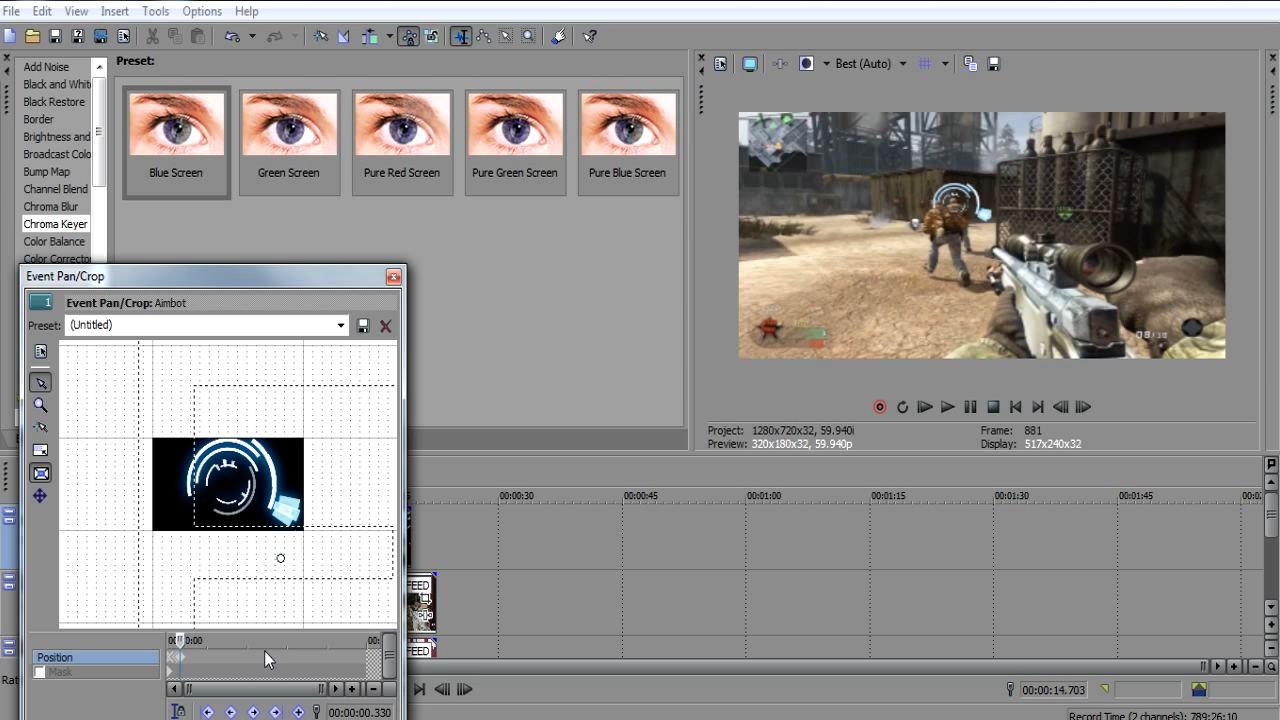 File Edit View Insert Tools Options Help
Add Noise
Black and Whit
Black Restore
Border
Brightness and
Broadcast Colo
Bump Map
Channel Blend
Chroma Blur
Chroma Keyer
Color Balance
Color Corrector
Preset:
Blue Screen
Green Screen
Pure Red Screen
Pure Green Screen
Pure Blue Screen
Best (Auto)
Project: 1280x720x32, 59.940i
Frame: 881
Preview: 320x180x32, 59.940p
Display: 517x240x32
Event Pan/Crop
1
Event Pan/Crop: Aimbot
Preset: (Untitled)
00:00:30
00:00:45
00:01:00
00:01:15
00:01:30
00:01:45
FEED
FEED
Position
Mask
00:00:00.330
00:00:14.703
Record Time (2 channels): 789:26:10